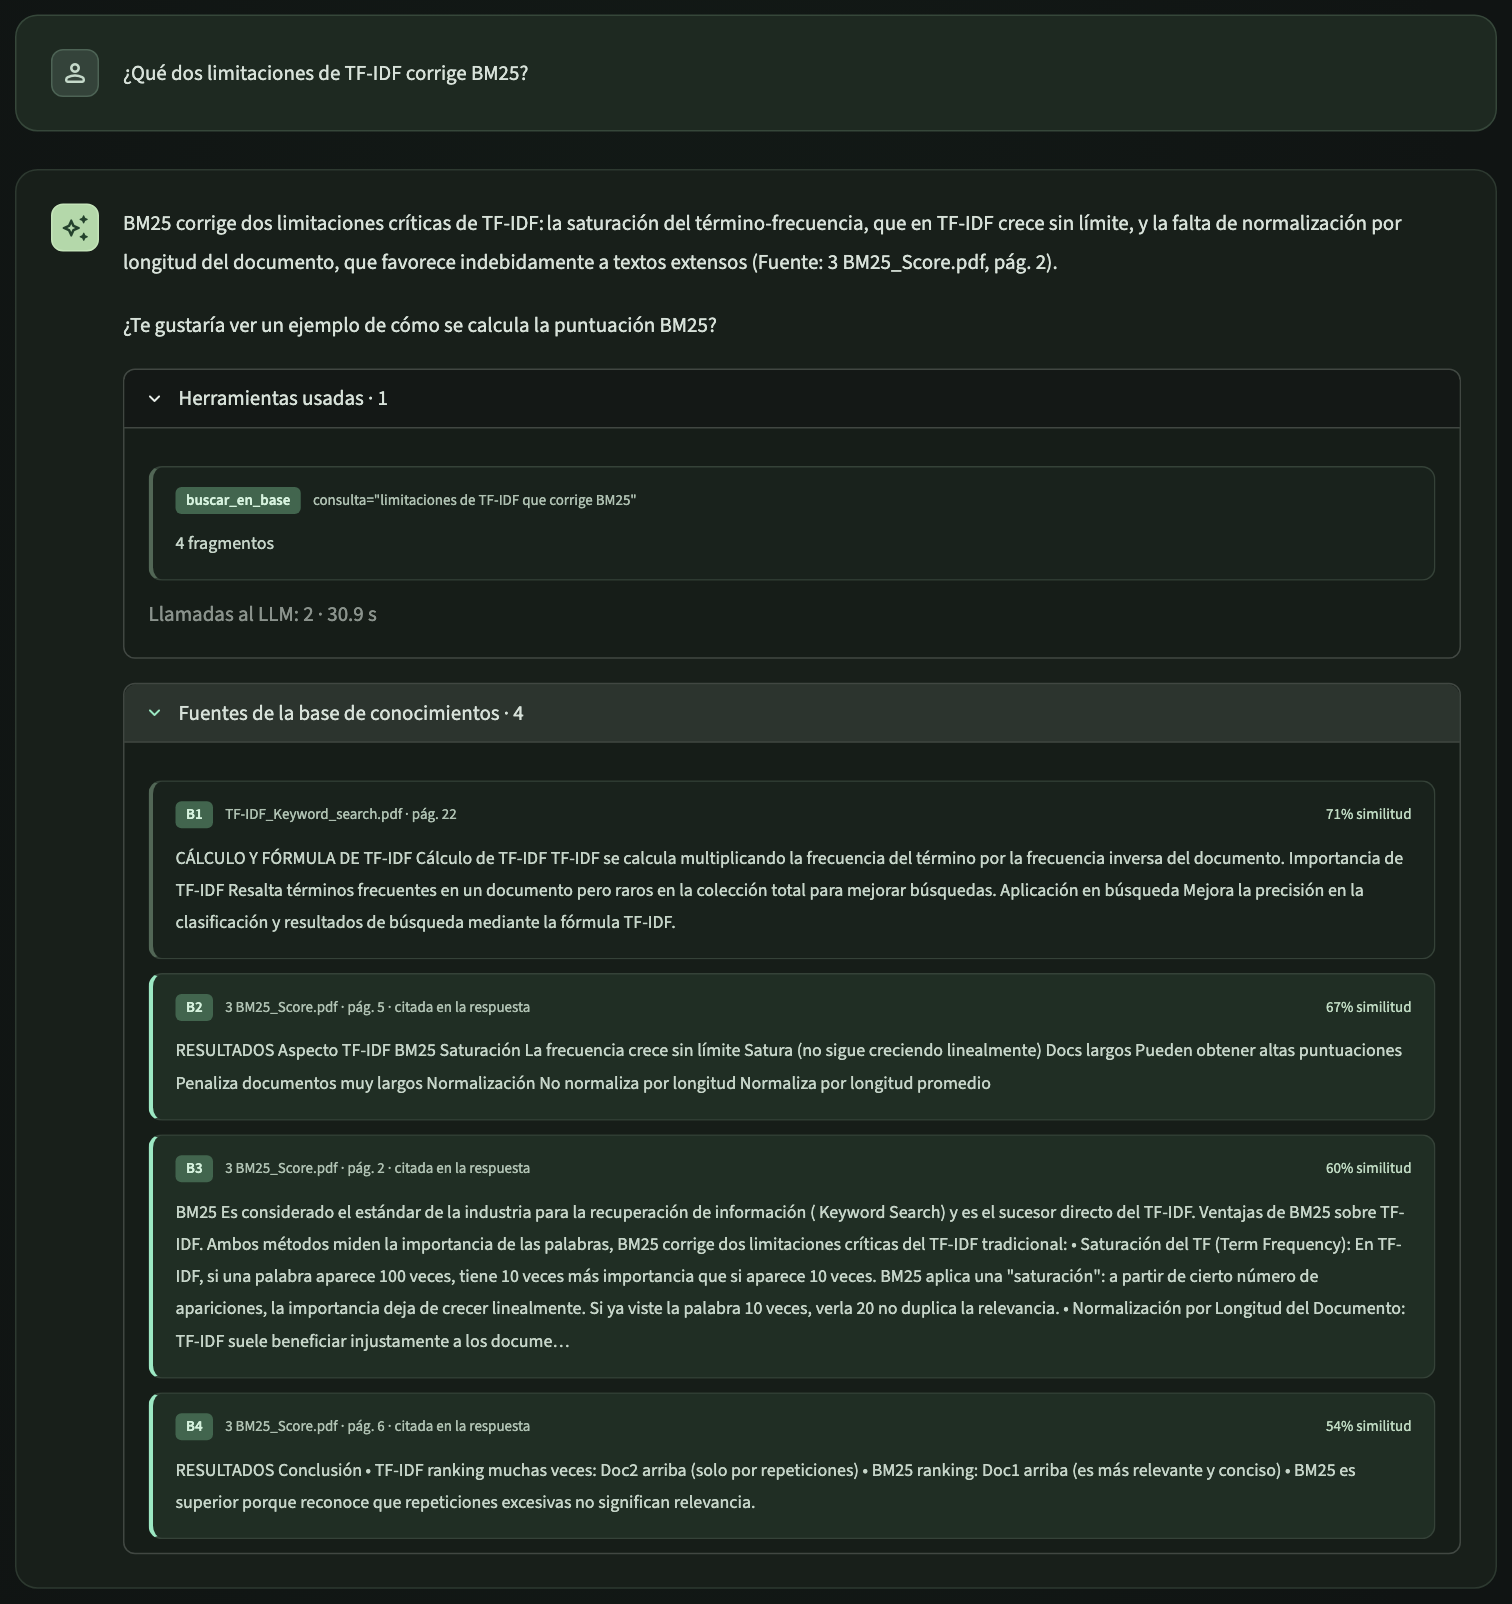 ¿Qué dos limitaciones de TF-IDF corrige BM25?
BM25 corrige dos limitaciones críticas de TF-IDF: la saturación del término-frecuencia, que en TF-IDF crece sin límite, y la falta de normalización por
longitud del documento, que favorece indebidamente a textos extensos (Fuente: 3 BM25_Score.pdf, pág. 2).
¿Te gustaría ver un ejemplo de cómo se calcula la puntuación BM25?
Herramientas usadas · 1
buscar_en_base consulta="limitaciones de TF-IDF que corrige BM25"
4 fragmentos
Llamadas al LLM: 2 · 30.9 s
Fuentes de la base de conocimientos · 4
B1 TF-IDF_Keyword_search.pdf · pág. 22 71% similitud
CÁLCULO Y FÓRMULA DE TF-IDF Cálculo de TF-IDF TF-IDF se calcula multiplicando la frecuencia del término por la frecuencia inversa del documento. Importancia de
TF-IDF Resalta términos frecuentes en un documento pero raros en la colección total para mejorar búsquedas. Aplicación en búsqueda Mejora la precisión en la
clasificación y resultados de búsqueda mediante la fórmula TF-IDF.
B2 3 BM25_Score.pdf · pág. 5 · citada en la respuesta 67% similitud
RESULTADOS Aspecto TF-IDF BM25 Saturación La frecuencia crece sin límite Satura (no sigue creciendo linealmente) Docs largos Pueden obtener altas puntuaciones
Penaliza documentos muy largos Normalización No normaliza por longitud Normaliza por longitud promedio
B3 3 BM25_Score.pdf · pág. 2 · citada en la respuesta 60% similitud
BM25 Es considerado el estándar de la industria para la recuperación de información ( Keyword Search) y es el sucesor directo del TF-IDF. Ventajas de BM25 sobre TF-
IDF. Ambos métodos miden la importancia de las palabras, BM25 corrige dos limitaciones críticas del TF-IDF tradicional: • Saturación del TF (Term Frequency): En TF-
IDF, si una palabra aparece 100 veces, tiene 10 veces más importancia que si aparece 10 veces. BM25 aplica una "saturación": a partir de cierto número de
apariciones, la importancia deja de crecer linealmente. Si ya viste la palabra 10 veces, verla 20 no duplica la relevancia. • Normalización por Longitud del Documento:
TF-IDF suele beneficiar injustamente a los docume…
B4 3 BM25_Score.pdf · pág. 6 · citada en la respuesta 54% similitud
RESULTADOS Conclusión • TF-IDF ranking muchas veces: Doc2 arriba (solo por repeticiones) • BM25 ranking: Doc1 arriba (es más relevante y conciso) • BM25 es
superior porque reconoce que repeticiones excesivas no significan relevancia.